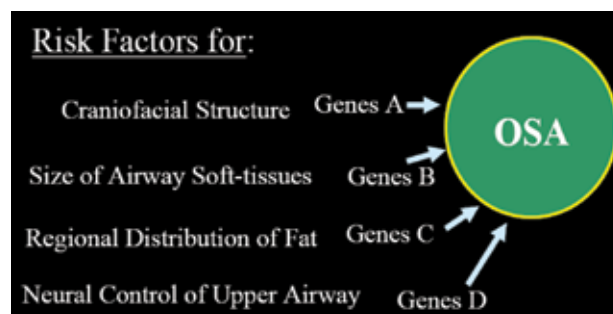 Risk Factors for:
Craniofacial Structure Genes A
OSA
Size of Airway Soft-tissues Genes B
Regional Distribution of Fat Genes C
Neural Control of Upper Airway Genes D